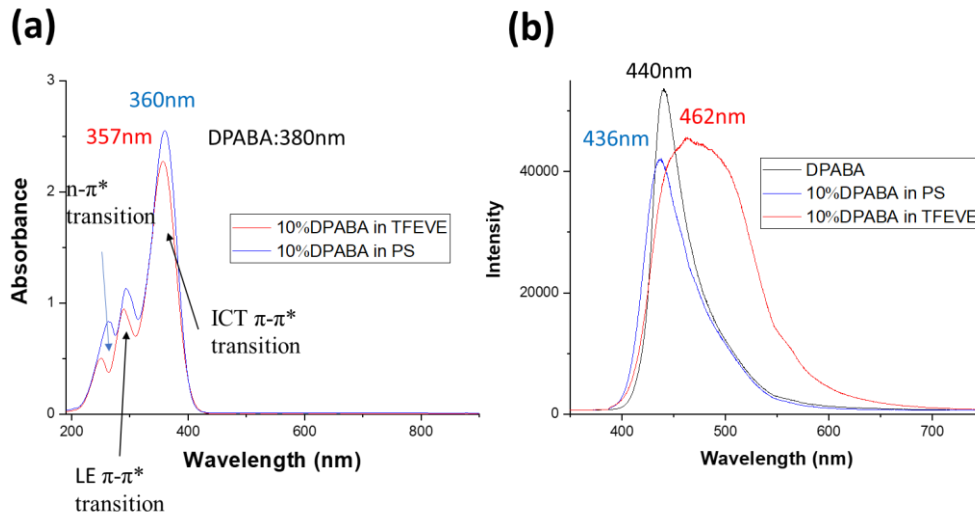 (a)
3
2
1
0
Absorbance
200
400
600
800
Wavelength (nm)
360nm
357nm
DPABA:380nm
n-π*
transition
10%DPABA in TFEVE
10%DPABA in PS
ICT π-π*
transition
LE π-π*
transition
(b)
440nm
462nm
436nm
DPABA
10%DPABA in PS
10%DPABA in TFEVE
40000
20000
0
Intensity
400
500
600
700
Wavelength (nm)